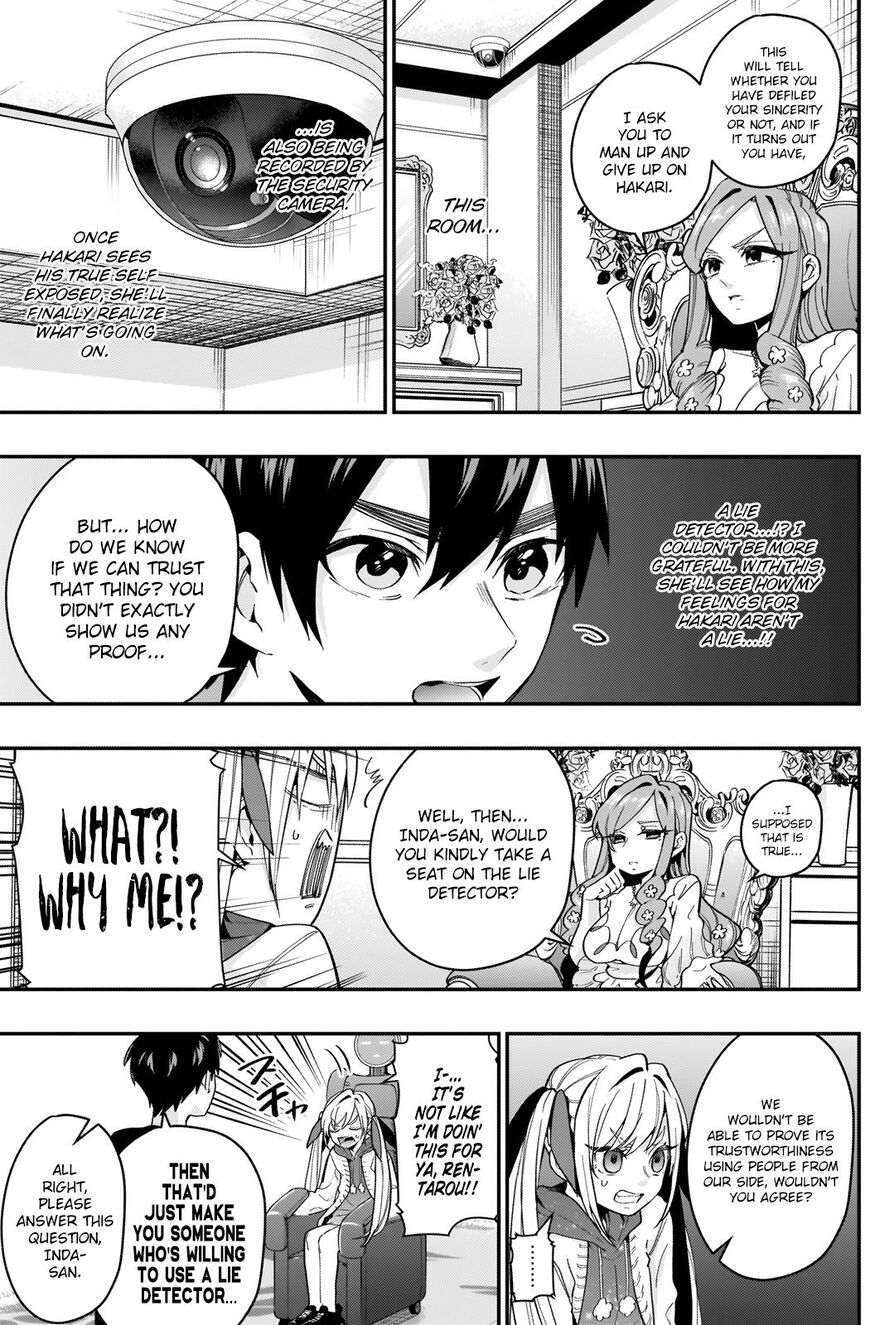 THIS
WILL TELL
WHETHER YOU
HAVE DEFILED
YOUR SINCERITY
OR NOT, AND IF
IT TURNS OUT
YOU HAVE,
I ASK
YOU TO
MAN UP AND
GIVE UP ON
HAKARI.
THIS
ROOM...
...IS
ALSO BEING
RECORDED BY
THE SECURITY
CAMERA.
ONCE
HAKARI SEES
HIS TRUE SELF
EXPOSED, SHE'LL
FINALLY REALIZE
WHAT'S GOING
ON.
A LIE
DETECTOR...!? I
COULDN'T BE MORE
GRATEFUL. WITH THIS,
SHE'LL SEE HOW MY
FEELINGS FOR
HAKARI AREN'T
A LIE...!!
BUT... HOW
DO WE KNOW
IF WE CAN TRUST
THAT THING? YOU
DIDN'T EXACTLY
SHOW US ANY
PROOF...
...I
SUPPOSED
THAT IS
TRUE...
WELL, THEN...
INDA-SAN, WOULD
YOU KINDLY TAKE A
SEAT ON THE LIE
DETECTOR?
WHAT?!
WHY ME!?
WE
WOULDN'T BE
ABLE TO PROVE ITS
TRUSTWORTHINESS
USING PEOPLE FROM
OUR SIDE, WOULDN'T
YOU AGREE?
........
I-...
IT'S
NOT LIKE
I'M DOIN'
THIS FOR
YA, REN-
TAROU!!
ズキャ
THEN
THAT'D
JUST MAKE
YOU SOMEONE
WHO'S WILLING
TO USE A LIE
DETECTOR...
ALL
RIGHT,
PLEASE
ANSWER THIS
QUESTION,
INDA-
SAN.